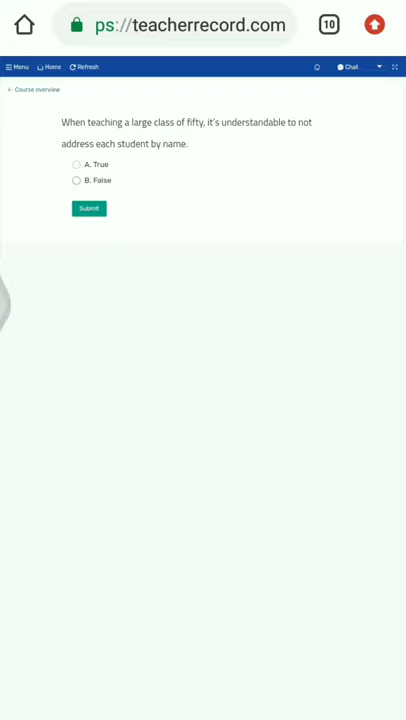 ps://teacherrecord.com
10
Menu Home Refresh Chat
← Course overview
When teaching a large class of fifty, it's understandable to not
address each student by name.
A. True
B. False
Submit